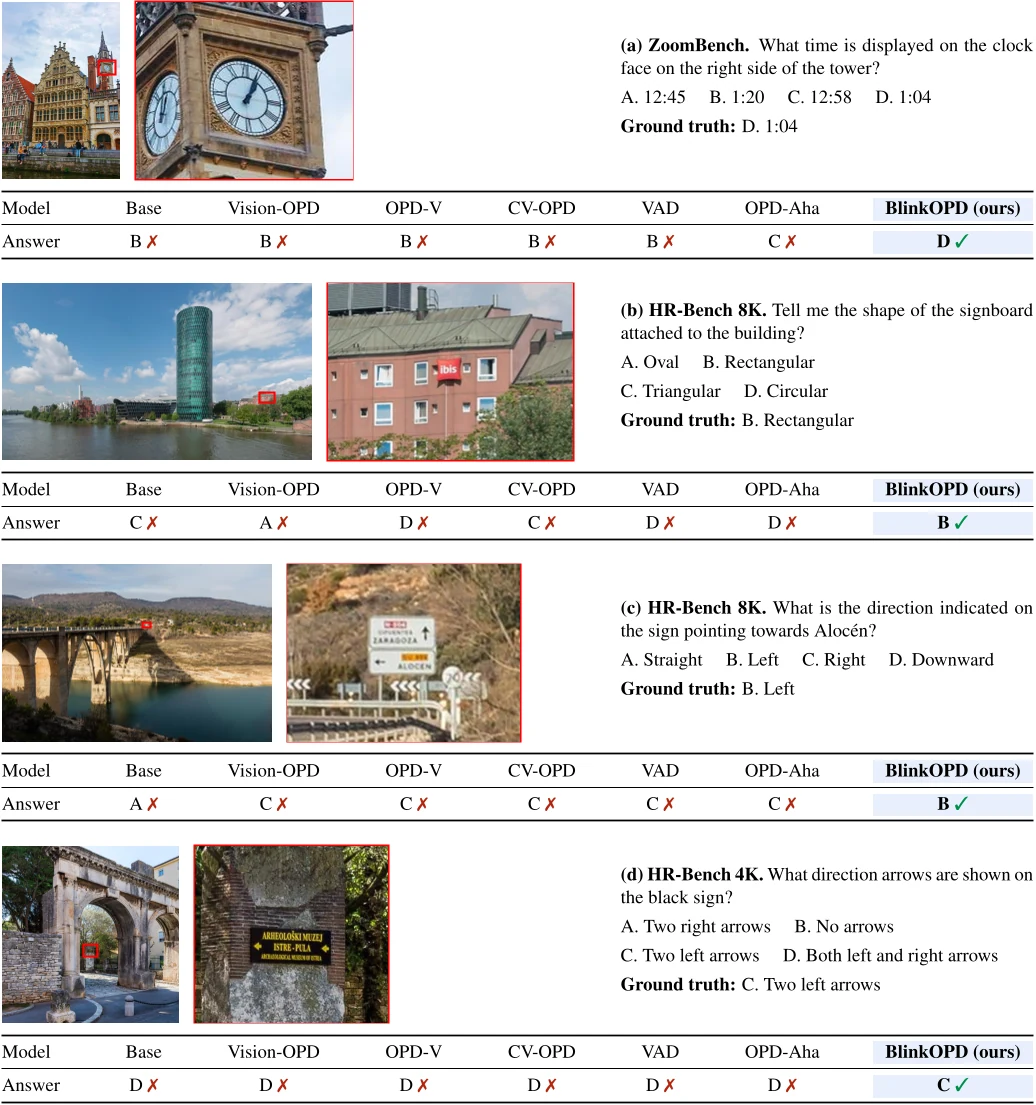 (a) ZoomBench. What time is displayed on the clock
face on the right side of the tower?
A. 12:45 B. 1:20 C. 12:58 D. 1:04
Ground truth: D. 1:04
Model Base Vision-OPD OPD-V CV-OPD VAD OPD-Aha BlinkOPD (ours)
Answer B ✗ B ✗ B ✗ B ✗ B ✗ C ✗ D ✓
ibis
(b) HR-Bench 8K. Tell me the shape of the signboard
attached to the building?
A. Oval B. Rectangular
C. Triangular D. Circular
Ground truth: B. Rectangular
Model Base Vision-OPD OPD-V CV-OPD VAD OPD-Aha BlinkOPD (ours)
Answer C ✗ A ✗ D ✗ C ✗ D ✗ D ✗ B ✓
CIFUENTES
ZARAGOZA
ALOCEN
70
(c) HR-Bench 8K. What is the direction indicated on
the sign pointing towards Alocén?
A. Straight B. Left C. Right D. Downward
Ground truth: B. Left
Model Base Vision-OPD OPD-V CV-OPD VAD OPD-Aha BlinkOPD (ours)
Answer A ✗ C ✗ C ✗ C ✗ C ✗ C ✗ B ✓
ARHEOLOŠKI MUZEJ
ISTRE - PULA
ARCHAEOLOGICAL MUSEUM OF ISTRIA
(d) HR-Bench 4K. What direction arrows are shown on
the black sign?
A. Two right arrows B. No arrows
C. Two left arrows D. Both left and right arrows
Ground truth: C. Two left arrows
Model Base Vision-OPD OPD-V CV-OPD VAD OPD-Aha BlinkOPD (ours)
Answer D ✗ D ✗ D ✗ D ✗ D ✗ D ✗ C ✓